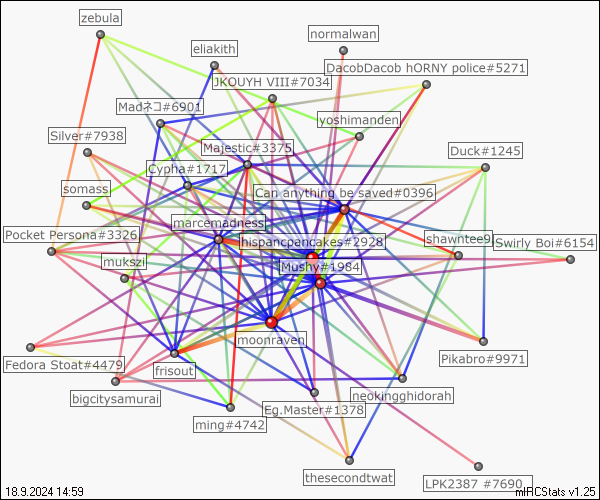 zebula
normalwan
eliakith
DacobDacob hORNY police#5271
JKOUYH VIII#7034
Madネコ#6901
yoshimanden
Silver#7938
Majestic#3375
Duck#1245
Cypha#1717
somass
Can anything be saved#0396
marcemadness
Pocket Persona#3326
hispancpencakes#2928
shawntee9
Swirly Boi#6154
mukszi
Mushy#1984
moonraven
Pikabro#9971
Fedora Stoat#4479
frisout
bigcitysamurai
neokingghidorah
Eg.Master#1378
ming#4742
thesecondtwat
LPK2387 #7690...
18.9.2024 14:59
mIRCStats v1.25